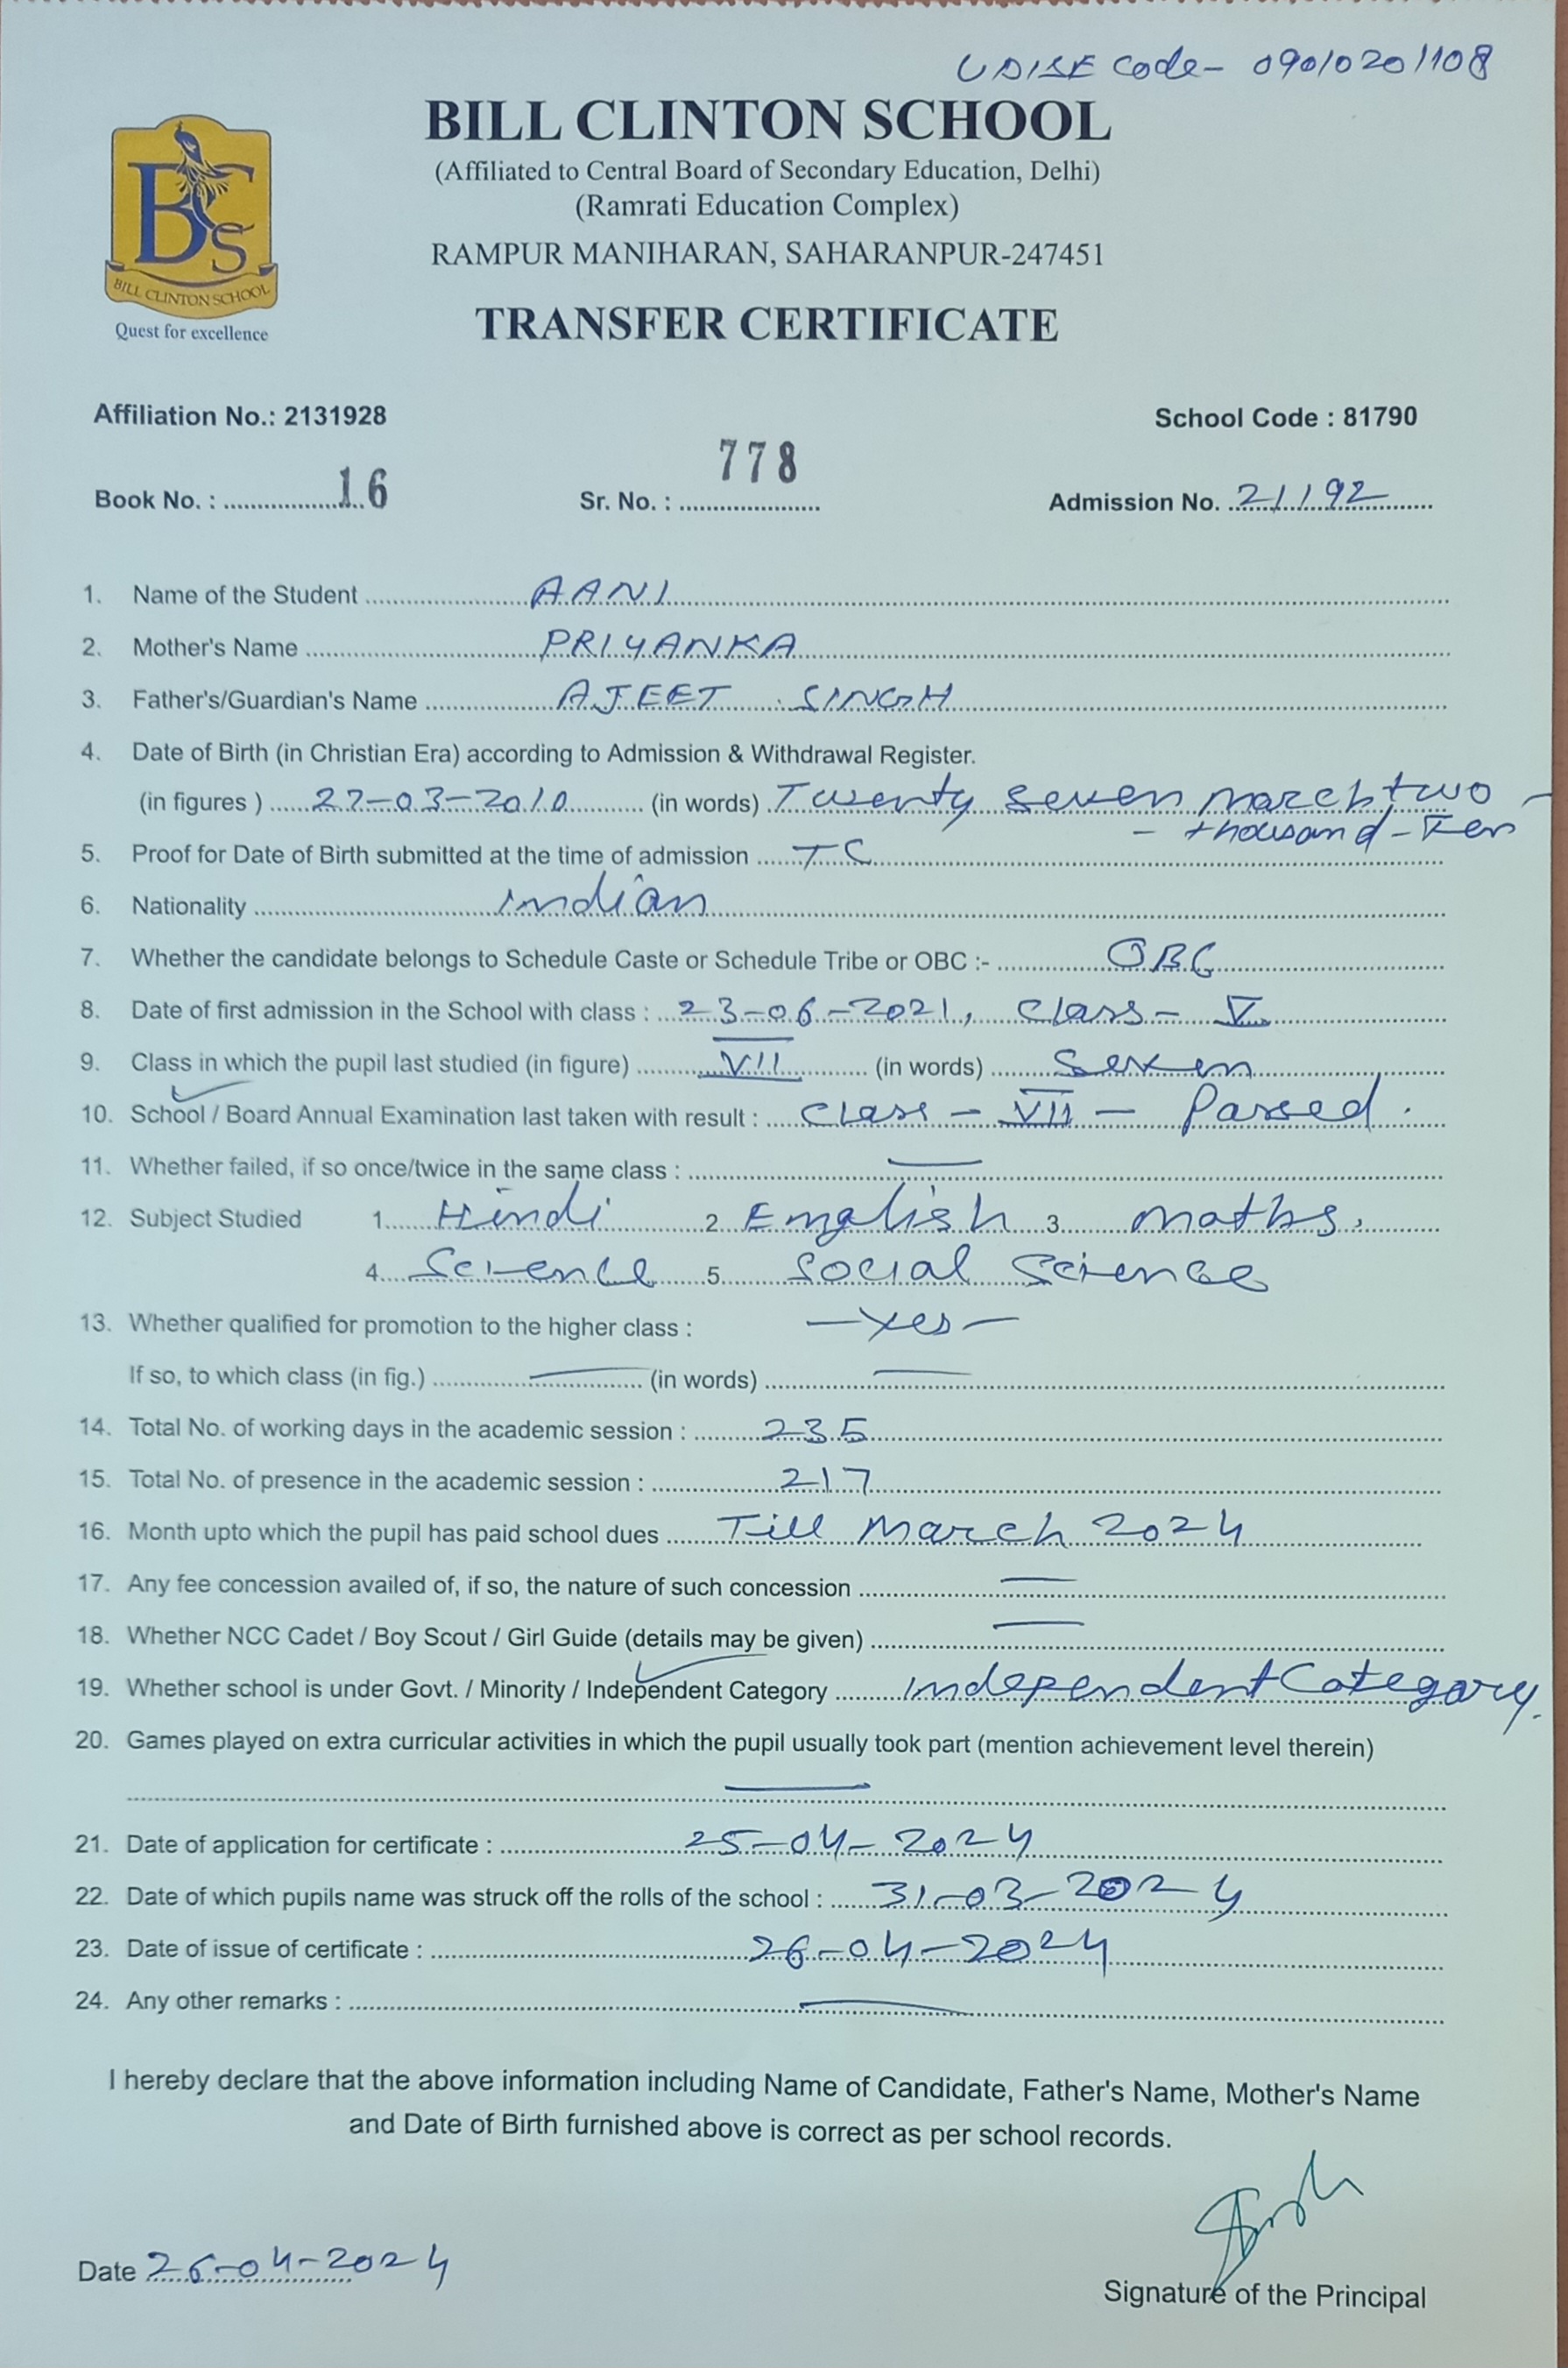 UDISE Code- 09010201108
BILL CLINTON SCHOOL
(Affiliated to Central Board of Secondary Education, Delhi)
(Ramrati Education Complex)
RAMPUR MANIHARAN, SAHARANPUR-247451
BCS
BILL CLINTON SCHOOL
Quest for excellence
TRANSFER CERTIFICATE
Affiliation No.: 2131928 School Code : 81790
Book No. : 16 Sr. No. : 778 Admission No. 21192
1. Name of the Student AANI
2. Mother's Name PRIYANKA
3. Father's/Guardian's Name AJEET SINGH
4. Date of Birth (in Christian Era) according to Admission & Withdrawal Register.
(in figures ) 27-03-2010 (in words) Twenty seven march two -
- thousand - Ten
5. Proof for Date of Birth submitted at the time of admission TC
6. Nationality Indian
7. Whether the candidate belongs to Schedule Caste or Schedule Tribe or OBC :- OBC
8. Date of first admission in the School with class : 23-06-2021, Class - V
9. Class in which the pupil last studied (in figure) VII (in words) Seven
10. School / Board Annual Examination last taken with result : Class - VII - Passed.
11. Whether failed, if so once/twice in the same class : —
12. Subject Studied 1. Hindi 2. English 3. maths,
4. Science 5. Social Science
13. Whether qualified for promotion to the higher class : - Yes -
If so, to which class (in fig.) — (in words) —
14. Total No. of working days in the academic session : 235
15. Total No. of presence in the academic session : 217
16. Month upto which the pupil has paid school dues Till March 2024
17. Any fee concession availed of, if so, the nature of such concession —
18. Whether NCC Cadet / Boy Scout / Girl Guide (details may be given) —
19. Whether school is under Govt. / Minority / Independent Category Independent Category.
20. Games played on extra curricular activities in which the pupil usually took part (mention achievement level therein)
—
21. Date of application for certificate : 25-04-2024
22. Date of which pupils name was struck off the rolls of the school : 31-03-2024
23. Date of issue of certificate : 26-04-2024
24. Any other remarks : —
I hereby declare that the above information including Name of Candidate, Father's Name, Mother's Name
and Date of Birth furnished above is correct as per school records.
Date 26-04-2024
Signature of the Principal